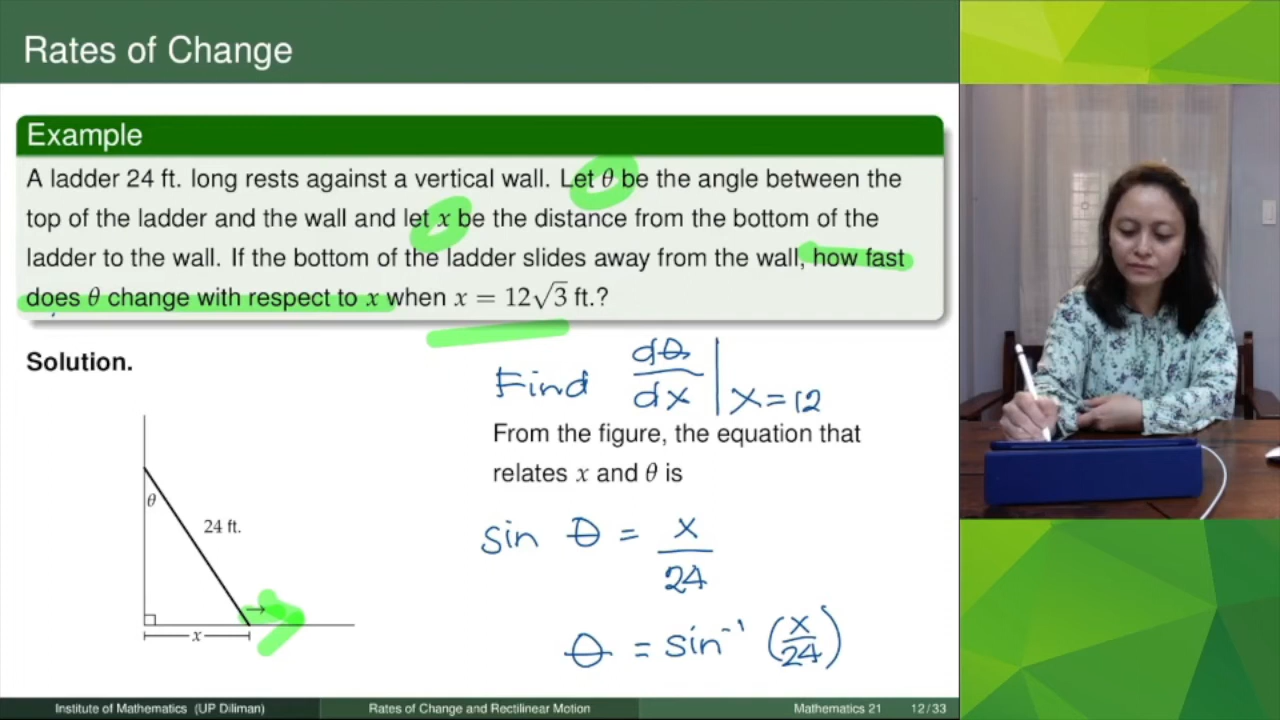 Rates of Change
Example
A ladder 24 ft. long rests against a vertical wall. Let θ be the angle between the
top of the ladder and the wall and let x be the distance from the bottom of the
ladder to the wall. If the bottom of the ladder slides away from the wall, how fast
does θ change with respect to x when x = 12√3 ft.?
Solution.
Find dθ/dx | x=12
From the figure, the equation that
relates x and θ is
sin θ = x/24
θ = sin⁻¹ (x/24)
θ
24 ft.
x
Institute of Mathematics (UP Diliman) Rates of Change and Rectilinear Motion Mathematics 21 12/33